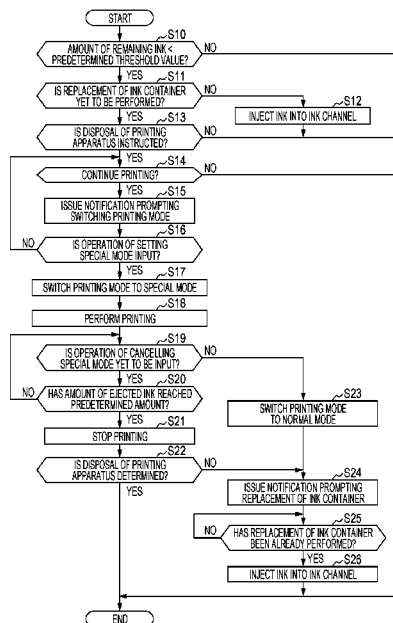 START
S10
AMOUNT OF REMAINING INK <
PREDETERMINED THRESHOLD VALUE?
NO
YES
S11
IS REPLACEMENT OF INK CONTAINER
YET TO BE PERFORMED?
NO
S12
INJECT INK INTO INK CHANNEL
YES
S13
IS DISPOSAL OF PRINTING
APPARATUS INSTRUCTED?
NO
YES
S14
CONTINUE PRINTING?
NO
YES
S15
ISSUE NOTIFICATION PROMPTING
SWITCHING PRINTING MODE
S16
NO
IS OPERATION OF SETTING
SPECIAL MODE INPUT?
YES
S17
SWITCH PRINTING MODE TO SPECIAL MODE
S18
PERFORM PRINTING
S19
IS OPERATION OF CANCELLING
SPECIAL MODE YET TO BE INPUT?
NO
YES
S20
NO
HAS AMOUNT OF EJECTED INK REACHED
PREDETERMINED AMOUNT?
YES
S21
STOP PRINTING
S22
IS DISPOSAL OF PRINTING
APPARATUS DETERMINED?
NO
YES
S23
SWITCH PRINTING MODE
TO NORMAL MODE
S24
ISSUE NOTIFICATION PROMPTING
REPLACEMENT OF INK CONTAINER
S25
NO
HAS REPLACEMENT OF INK CONTAINER
BEEN ALREADY PERFORMED?
YES
S26
INJECT INK INTO INK CHANNEL
END